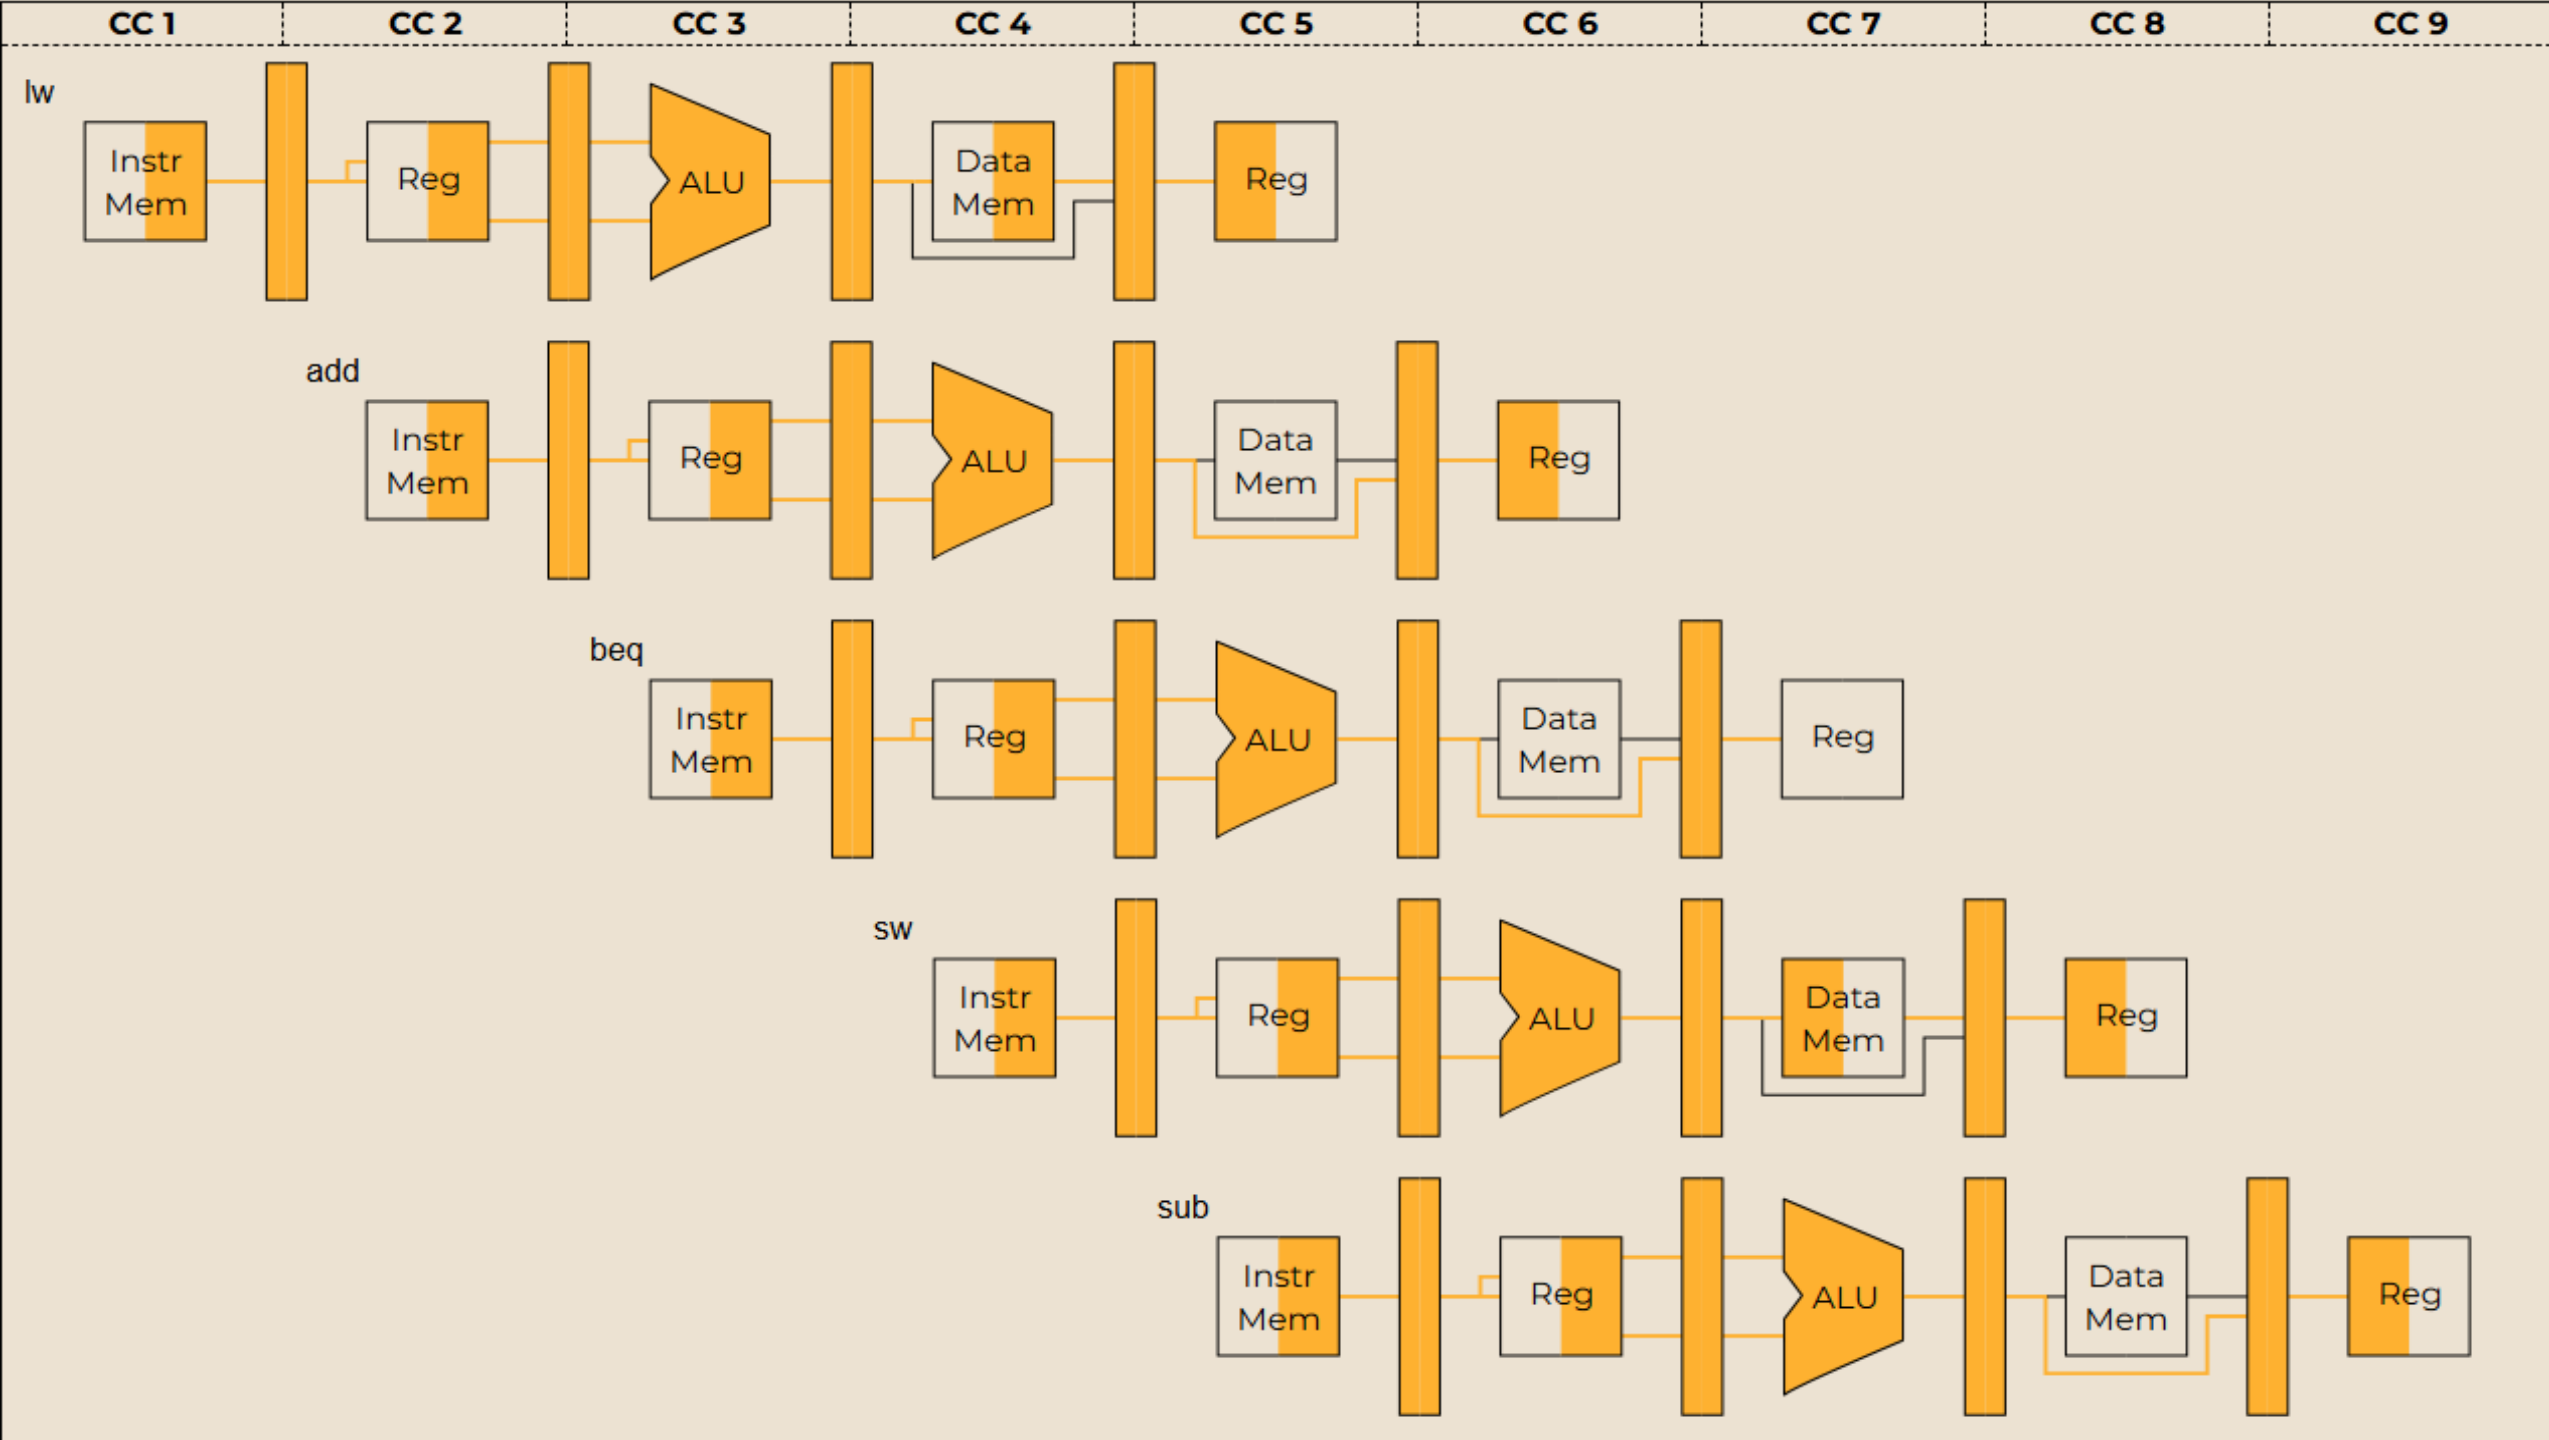 CC 1 CC 2 CC 3 CC 4 CC 5 CC 6 CC 7 CC 8 CC 9
lw
Instr
Mem
Reg
ALU
Data
Mem
Reg
add
Instr
Mem
Reg
ALU
Data
Mem
Reg
beq
Instr
Mem
Reg
ALU
Data
Mem
Reg
sw
Instr
Mem
Reg
ALU
Data
Mem
Reg
sub
Instr
Mem
Reg
ALU
Data
Mem
Reg